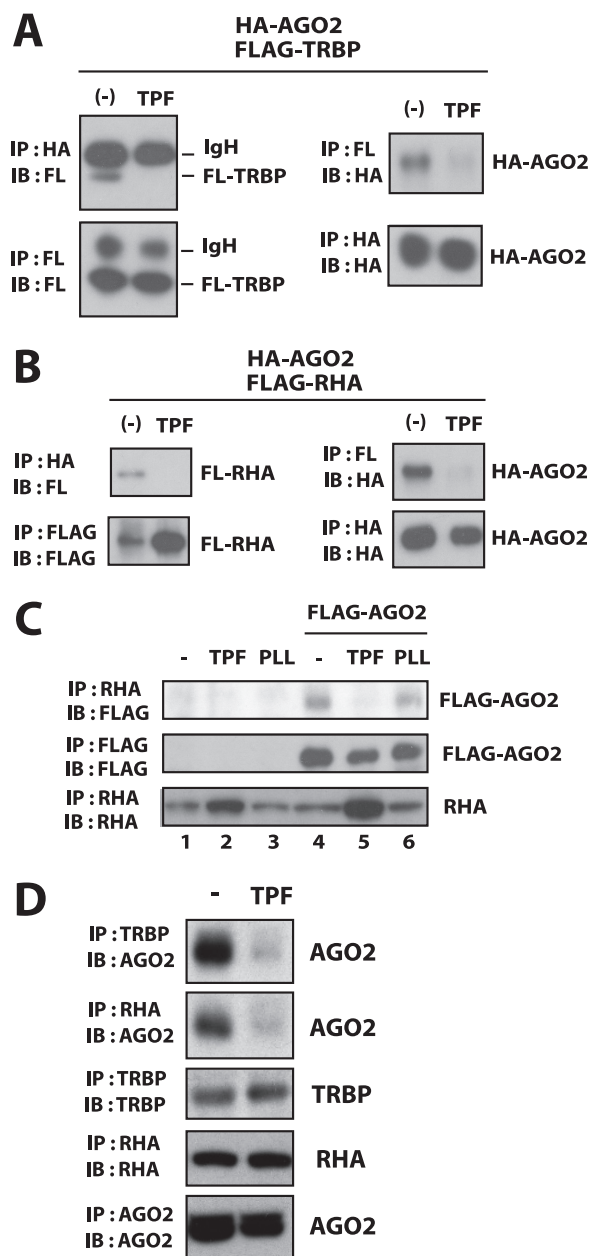 A
HA-AGO2
FLAG-TRBP
(-) TPF
IP : HA
IB : FL
IgH
FL-TRBP
IP : FL
IB : FL
IgH
FL-TRBP
(-) TPF
IP : FL
IB : HA
HA-AGO2
IP : HA
IB : HA
HA-AGO2
B
HA-AGO2
FLAG-RHA
(-) TPF
IP : HA
IB : FL
FL-RHA
IP : FLAG
IB : FLAG
FL-RHA
(-) TPF
IP : FL
IB : HA
HA-AGO2
IP : HA
IB : HA
HA-AGO2
C
FLAG-AGO2
- TPF PLL - TPF PLL
IP : RHA
IB : FLAG
FLAG-AGO2
IP : FLAG
IB : FLAG
FLAG-AGO2
IP : RHA
IB : RHA
RHA
1 2 3 4 5 6
D
- TPF
IP : TRBP
IB : AGO2
AGO2
IP : RHA
IB : AGO2
AGO2
IP : TRBP
IB : TRBP
TRBP
IP : RHA
IB : RHA
RHA
IP : AGO2
IB : AGO2
AGO2